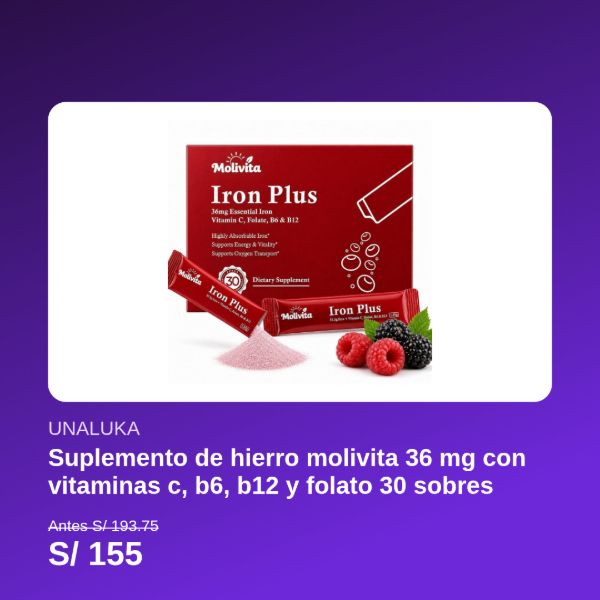 Molivita
Iron Plus
36mg Essential Iron
Vitamin C, Folate, B6 & B12
Highly Absorbable Iron*
Supports Energy & Vitality*
Supports Oxygen Transport*
30
Dietary Supplement
Molivita
Iron Plus
Molivita
Iron Plus
UNALUKA
Suplemento de hierro molivita 36 mg con
vitaminas c, b6, b12 y folato 30 sobres
Antes S/ 193.75
S/ 155